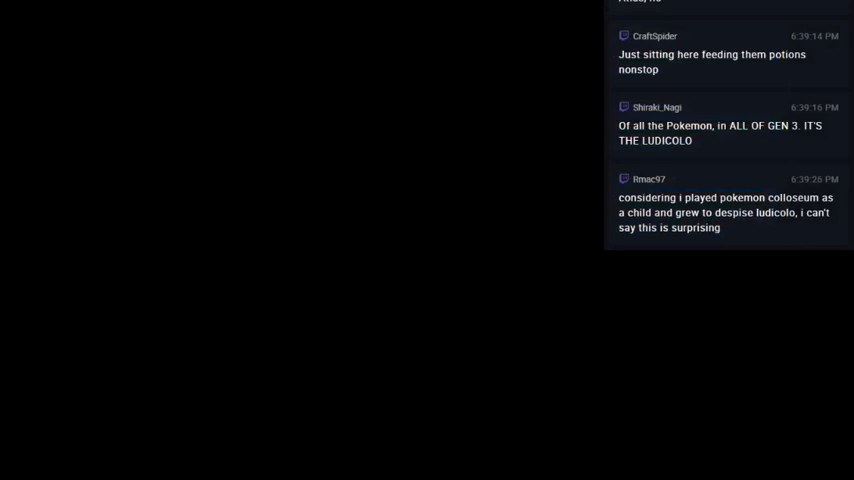 CraftSpider 6:39:14 PM
Just sitting here feeding them potions
nonstop
Shiraki_Nagi 6:39:16 PM
Of all the Pokemon, in ALL OF GEN 3. IT'S
THE LUDICOLO
Rmac97 6:39:26 PM
considering i played pokemon colloseum as
a child and grew to despise ludicolo, i can't
say this is surprising